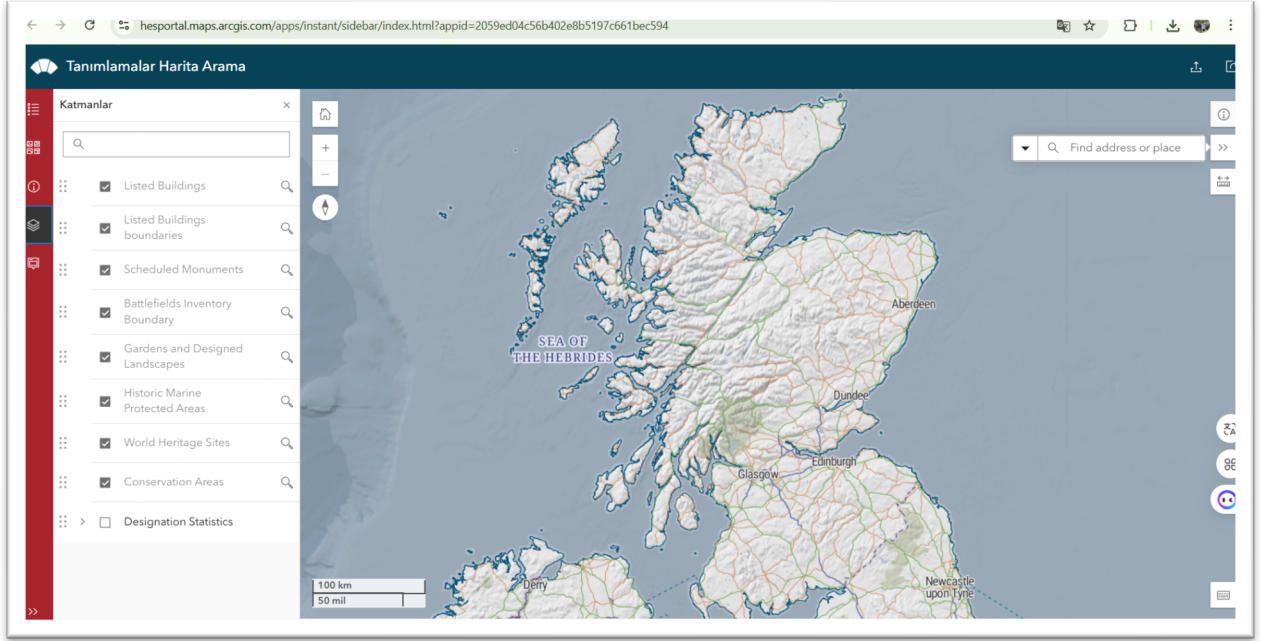 hesportal.maps.arcgis.com/apps/instant/sidebar/index.html?appid=2059ed04c56b402e8b5197c661bec594
Tanımlamalar Harita Arama
Katmanlar
Listed Buildings
Listed Buildings
boundaries
Scheduled Monuments
Battlefields Inventory
Boundary
Gardens and Designed
Landscapes
Historic Marine
Protected Areas
World Heritage Sites
Conservation Areas
Designation Statistics
Find address or place
Aberdeen
SEA OF
THE HEBRIDES
Dundee
Edinburgh
Glasgow
Derry
Newcastle
upon Tyne
100 km
50 mil